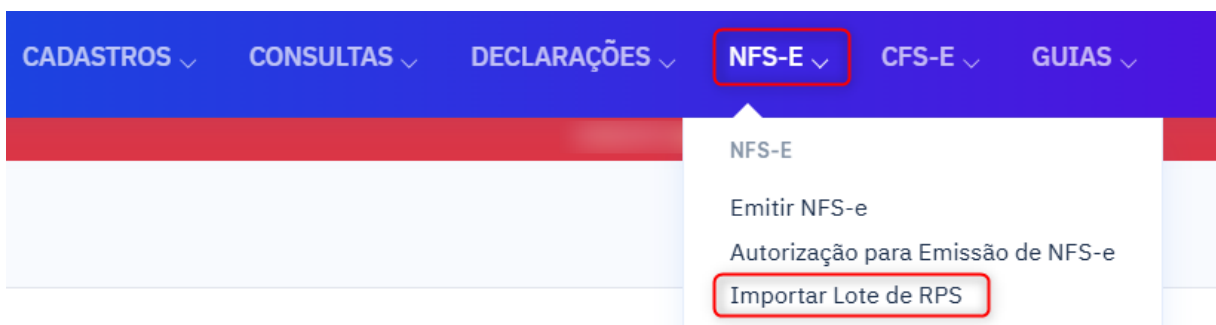 CADASTROS CONSULTAS DECLARAÇÕES NFS-E CFS-E GUIAS
NFS-E
Emitir NFS-e
Autorização para Emissão de NFS-e
Importar Lote de RPS